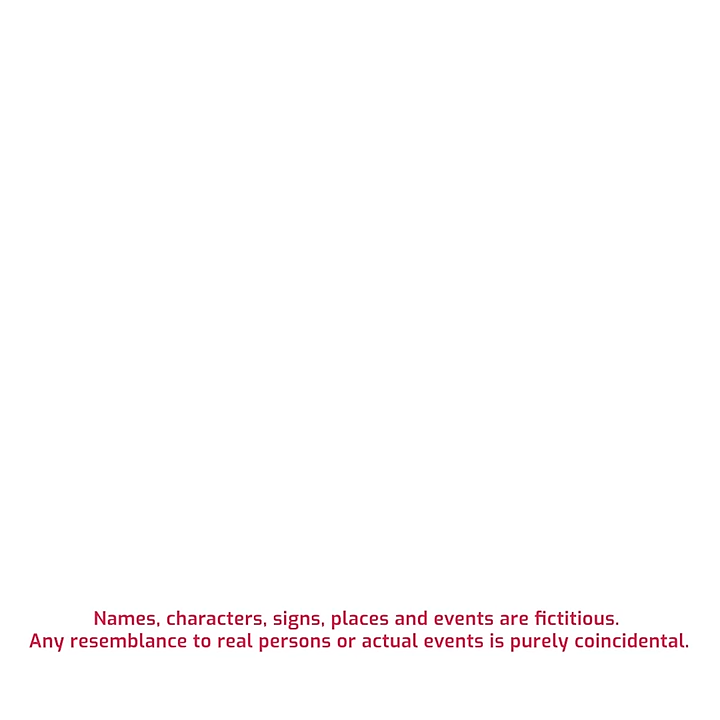 Names, characters, signs, places and events are fictitious.
Any resemblance to real persons or actual events is purely coincidental.